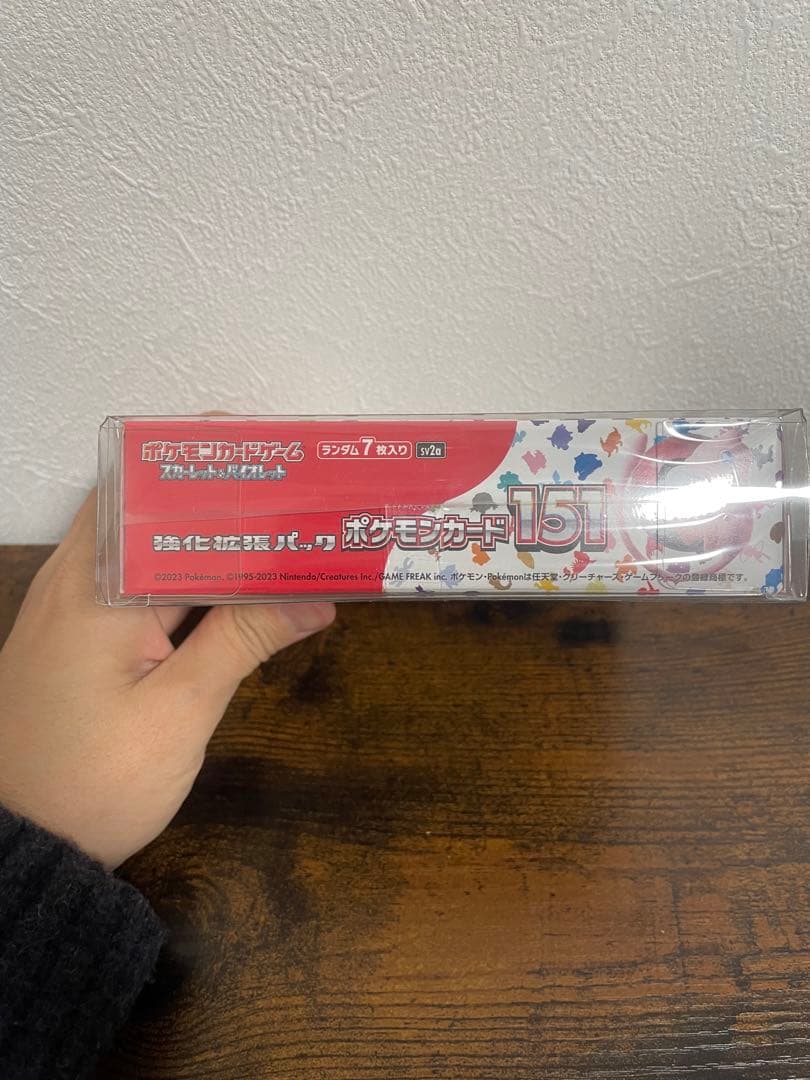 ポケモンカードゲーム
スカーレット&バイオレット
ランダム7枚入り sv2a
強化拡張パック ポケモンカード151
©2023 Pokémon. ©1995-2023 Nintendo/Creatures Inc./GAME FREAK inc. ポケモン・Pokémonは任天堂・クリーチャーズ・ゲームフリークの登録商標です。